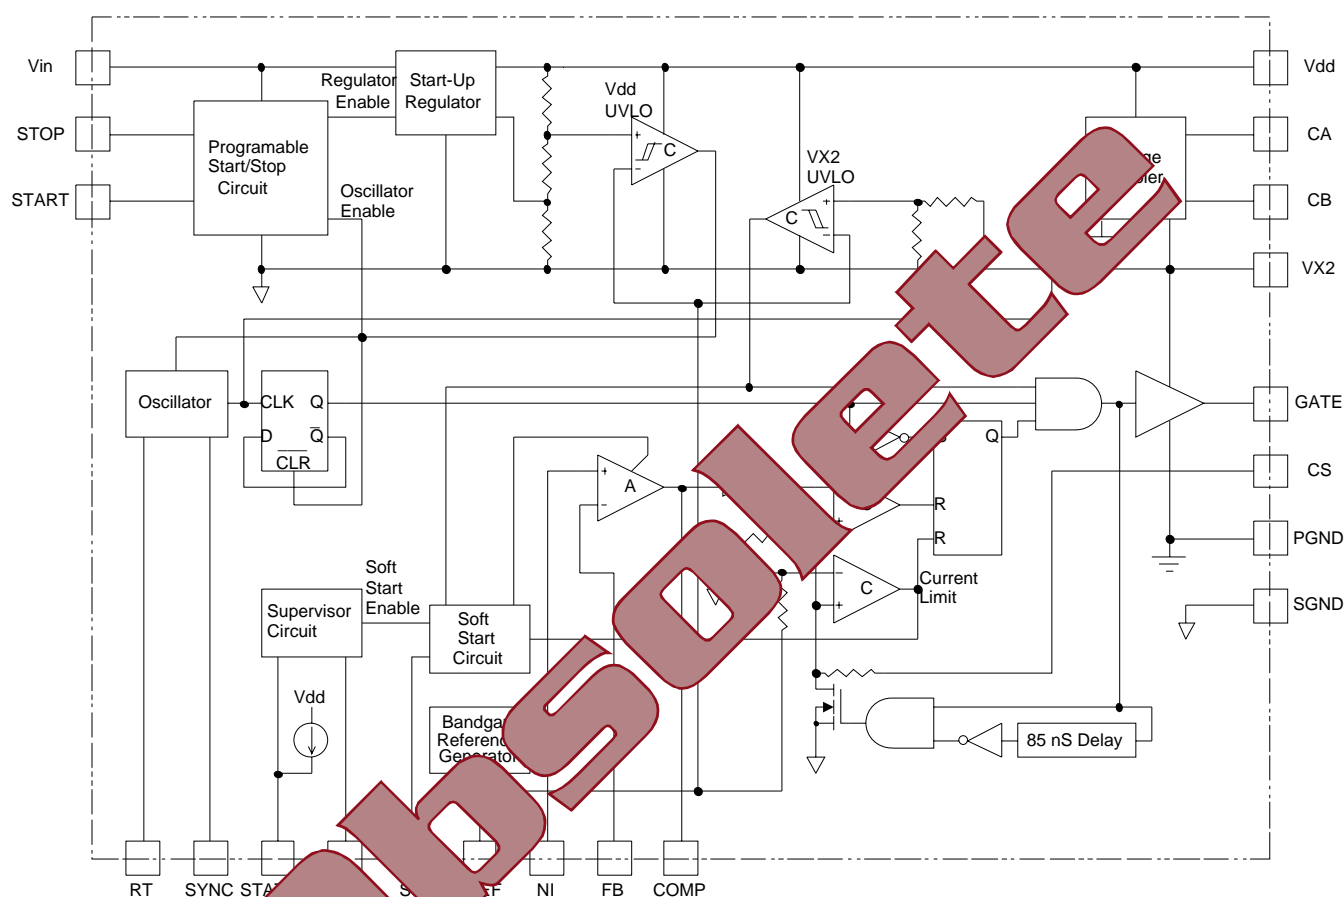 Vin
STOP
START
Programable
Start/Stop
Circuit
Regulator
Enable
Start-Up
Regulator
Oscillator
Enable
Vdd
UVLO
+
−
C
VX2
UVLO
+
−
C
Vdd
CA
CB
VX2
GATE
CS
PGND
SGND
Oscillator
CLK Q
D Q
CLR
+
A
−
Q
R
R
+
−
C
+
Current
Limit
Supervisor
Circuit
Soft
Start
Enable
Soft
Start
Circuit
Vdd
85 nS Delay
RT
SYNC
NI
FB
COMP
Obsolete